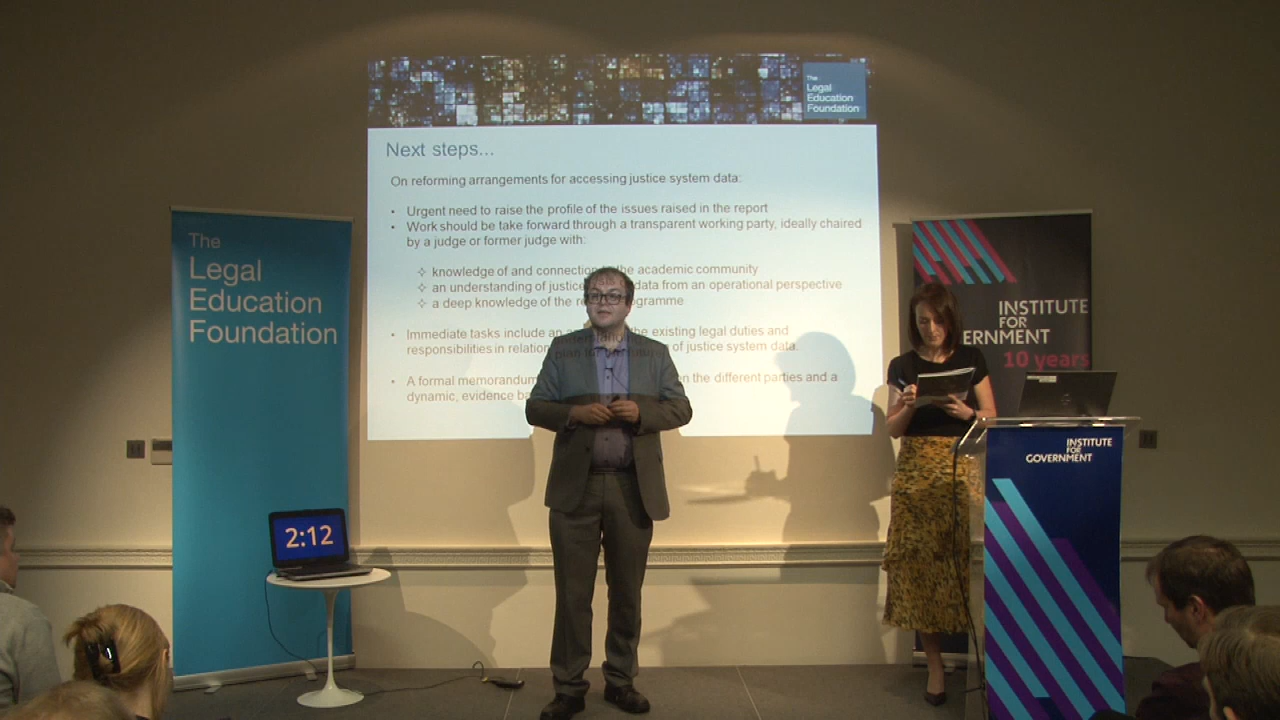 The
Legal
Education
Foundation
Next steps...
On reforming arrangements for accessing justice system data:
• Urgent need to raise the profile of the issues raised in the report
• Work should be take forward through a transparent working party, ideally chaired
by a judge or former judge with:
knowledge of and connection the academic community
an understanding of justice data from an operational perspective
a deep knowledge of the
• Immediate tasks include an the existing legal duties and
responsibilities in of justice system data.
• A formal memorandum the different parties and a
dynamic, evidence
The
Legal
Education
Foundation
2:12
INSTITUTE
FOR
ERNMENT
10 years
INSTITUTE
FOR
GOVERNMENT